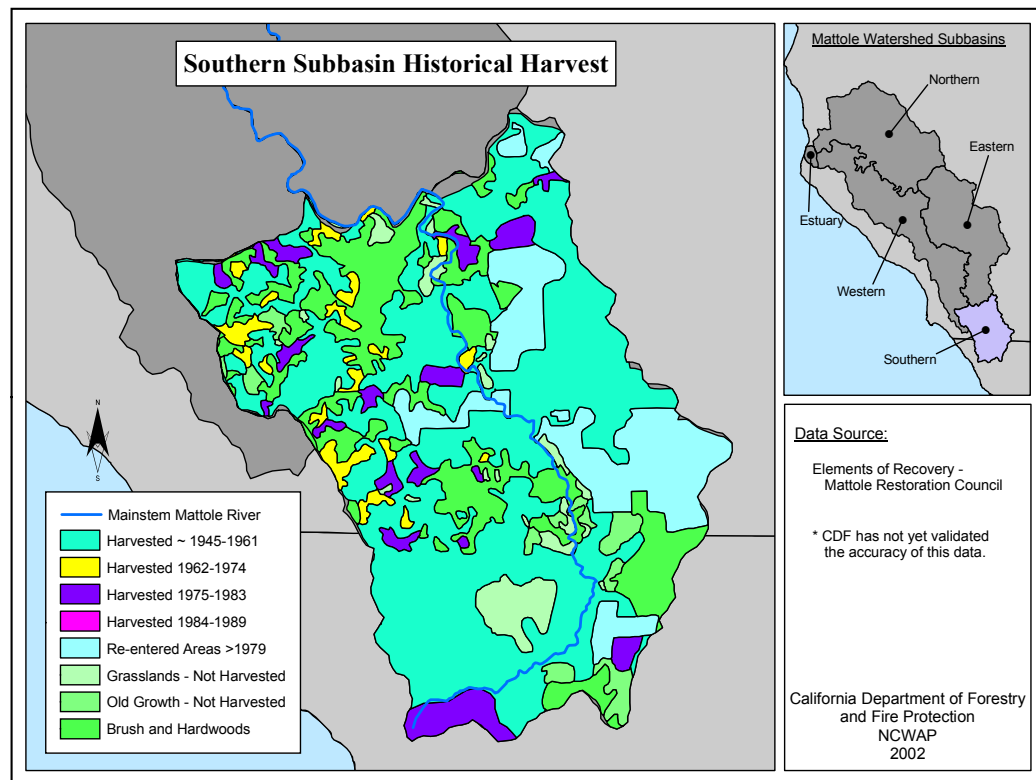 Southern Subbasin Historical Harvest
N
S
Mainstem Mattole River
Harvested ~ 1945-1961
Harvested 1962-1974
Harvested 1975-1983
Harvested 1984-1989
Re-entered Areas >1979
Grasslands - Not Harvested
Old Growth - Not Harvested
Brush and Hardwoods
Mattole Watershed Subbasins
Northern
Eastern
Estuary
Western
Southern
Data Source:
Elements of Recovery -
Mattole Restoration Council
* CDF has not yet validated
the accuracy of this data.
California Department of Forestry
and Fire Protection
NCWAP
2002